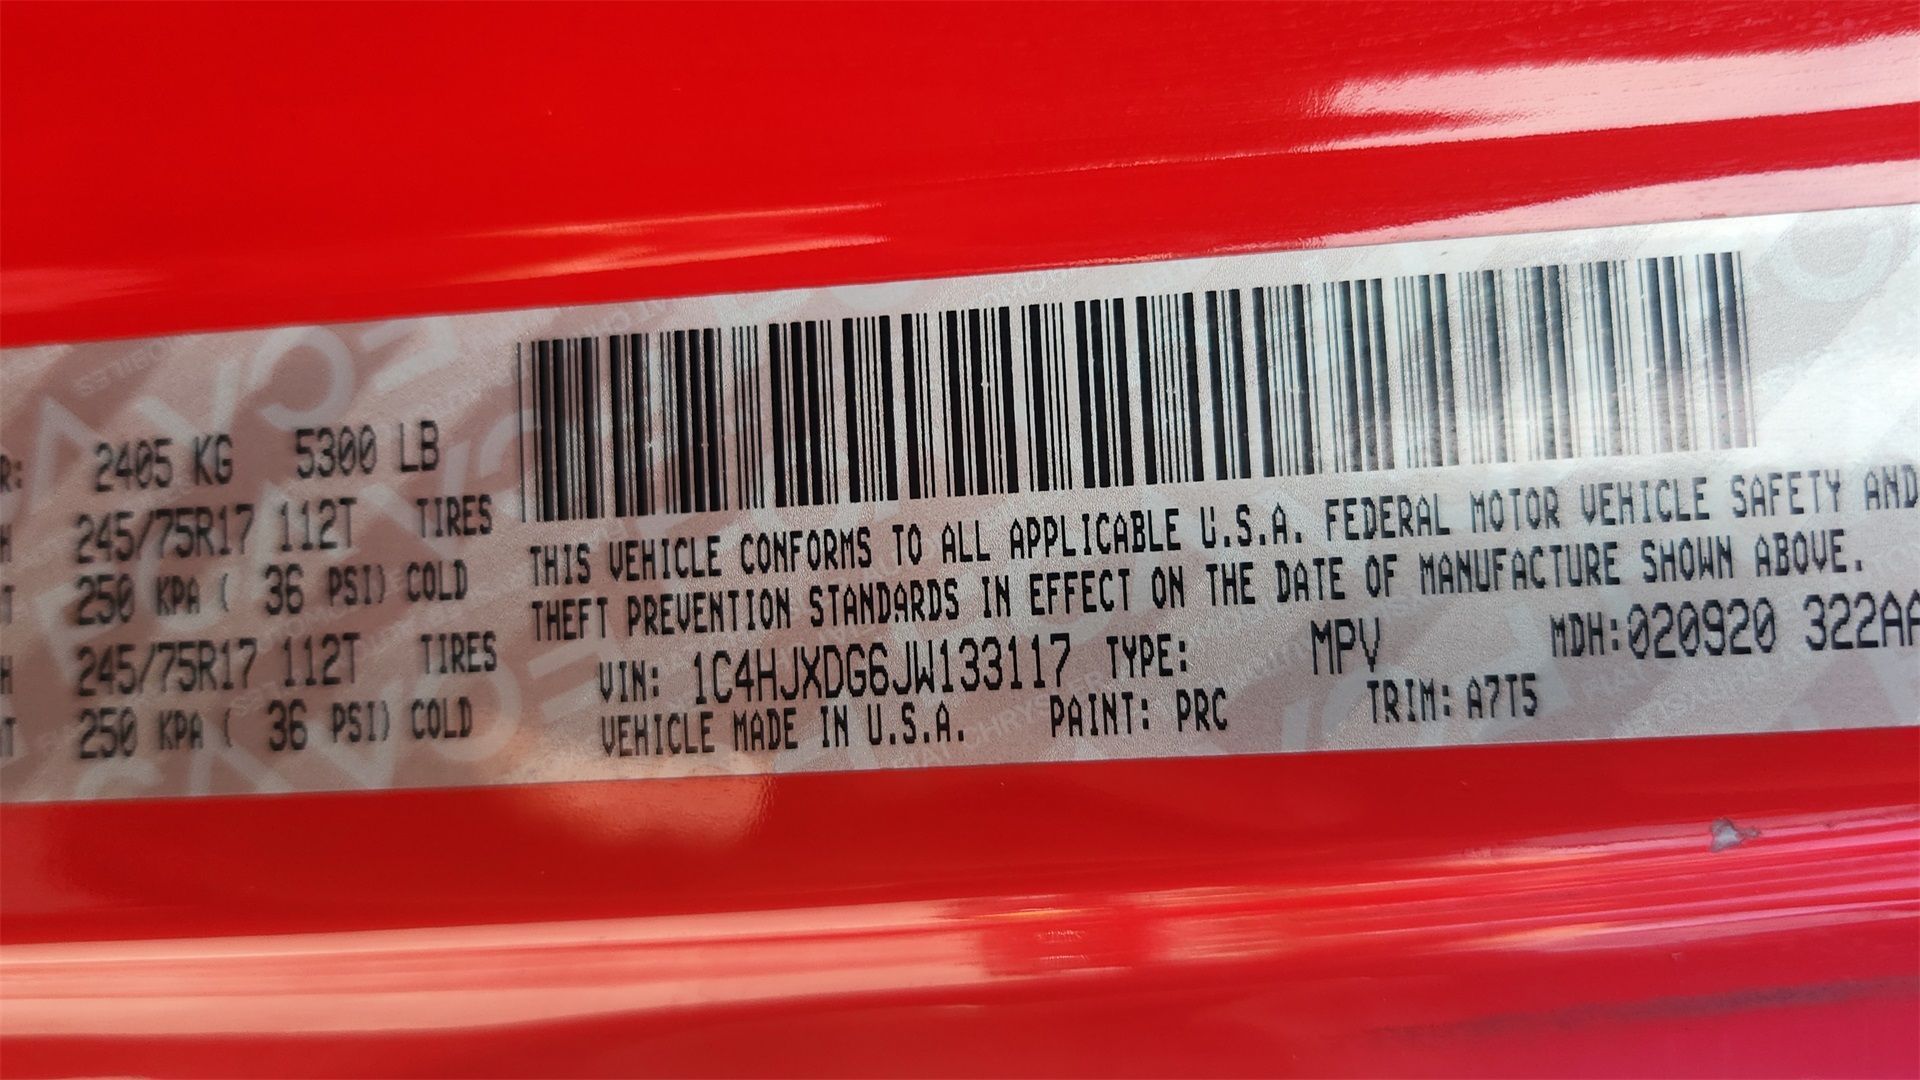 R: 2405 KG 5300 LB
H 245/75R17 112T TIRES
AT 250 KPA ( 36 PSI) COLD
H 245/75R17 112T TIRES
AT 250 KPA ( 36 PSI) COLD
THIS VEHICLE CONFORMS TO ALL APPLICABLE U.S.A. FEDERAL MOTOR VEHICLE SAFETY AND
THEFT PREVENTION STANDARDS IN EFFECT ON THE DATE OF MANUFACTURE SHOWN ABOVE.
VIN: 1C4HJXDG6JW133117 TYPE: MPV MDH:020920 322AA
VEHICLE MADE IN U.S.A. PAINT: PRC TRIM: A7T5